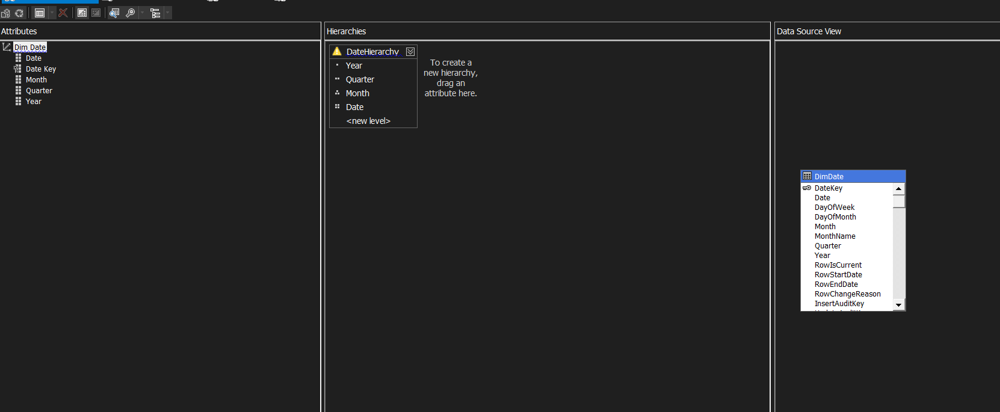 Attributes
Dim Date
Date
Date Key
Month
Quarter
Year
Hierarchies
DateHierarchy
Year
Quarter
Month
Date
<new level>
To create a
new hierarchy,
drag an
attribute here.
Data Source View
DimDate
DateKey
Date
DayOfWeek
DayOfMonth
Month
MonthName
Quarter
Year
RowIsCurrent
RowStartDate
RowEndDate
RowChangeReason
InsertAuditKey